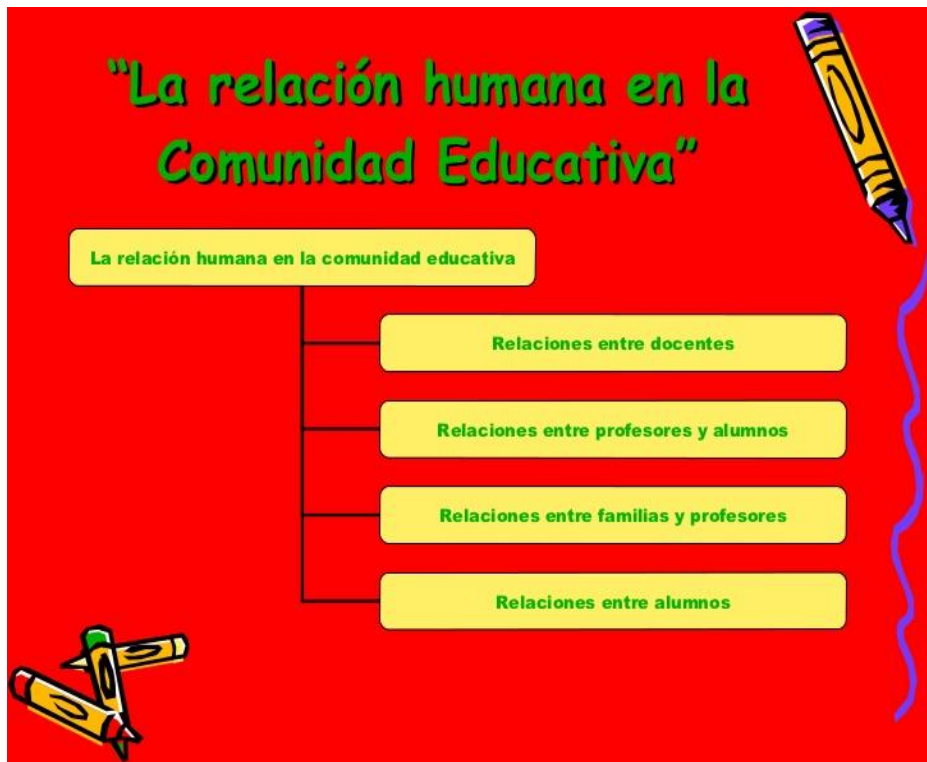 “La relación humana en la
Comunidad Educativa”
La relación humana en la comunidad educativa
Relaciones entre docentes
Relaciones entre profesores y alumnos
Relaciones entre familias y profesores
Relaciones entre alumnos